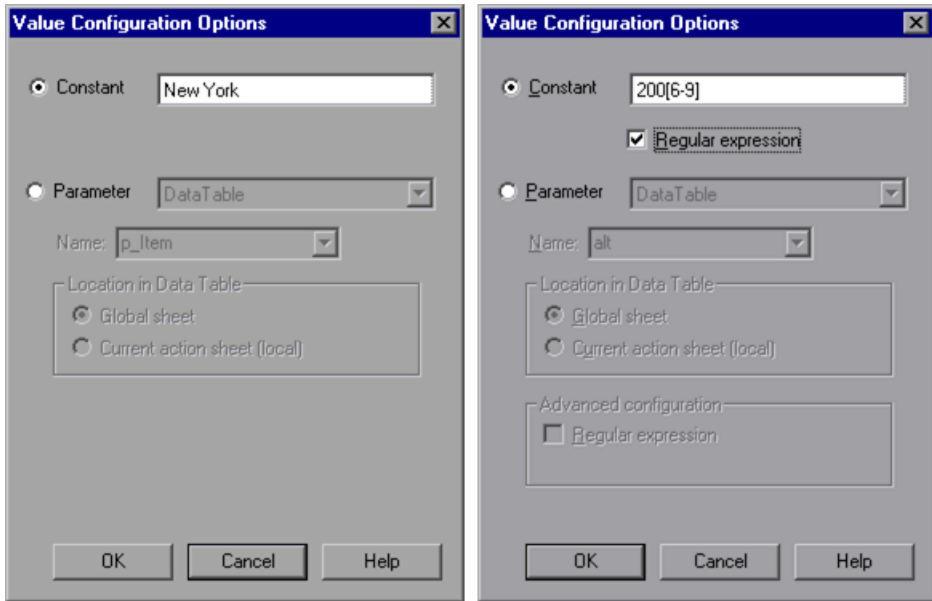 Value Configuration Options
Constant New York
Parameter DataTable
Name: p_Item
Location in Data Table
Global sheet
Current action sheet (local)
OK Cancel Help
Value Configuration Options
Constant 200[6-9]
Regular expression
Parameter DataTable
Name: alt
Location in Data Table
Global sheet
Current action sheet (local)
Advanced configuration
Regular expression
OK Cancel Help